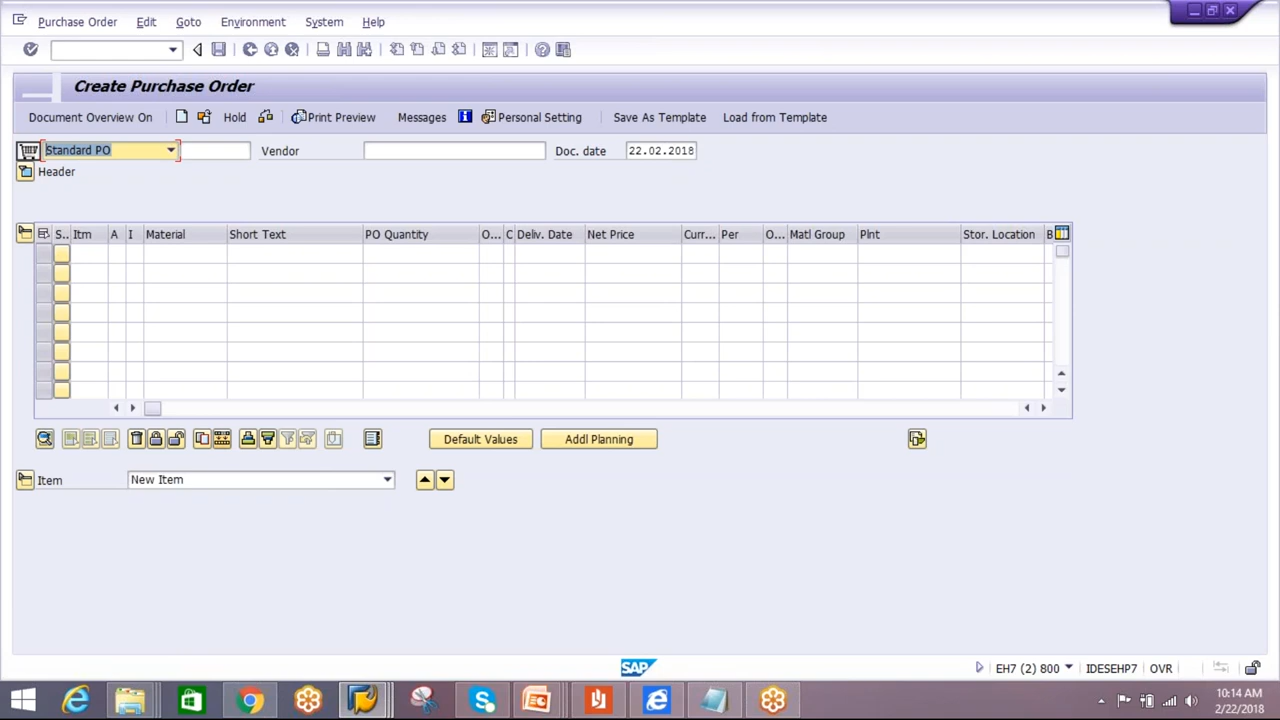 Purchase Order Edit Goto Environment System Help
Create Purchase Order
Document Overview On Hold Print Preview Messages Personal Setting Save As Template Load from Template
Standard PO Vendor Doc. date 22.02.2018
Header
S.. Itm A I Material Short Text PO Quantity O... C Deliv. Date Net Price Curr... Per O... Matl Group Plnt Stor. Location B
Default Values Addl Planning
Item New Item
SAP
EH7 (2) 800 IDESEHP7 OVR
10:14 AM
2/22/2018